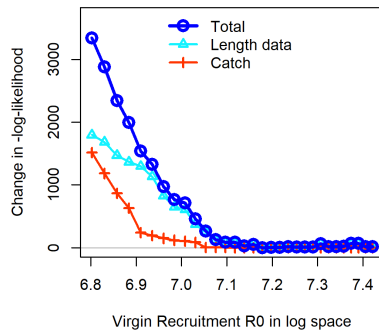 Total
Length data
Catch
Change in -log-likelihood
3000
2000
1000
0
6.8
6.9
7.0
7.1
7.2
7.3
7.4
Virgin Recruitment R0 in log space